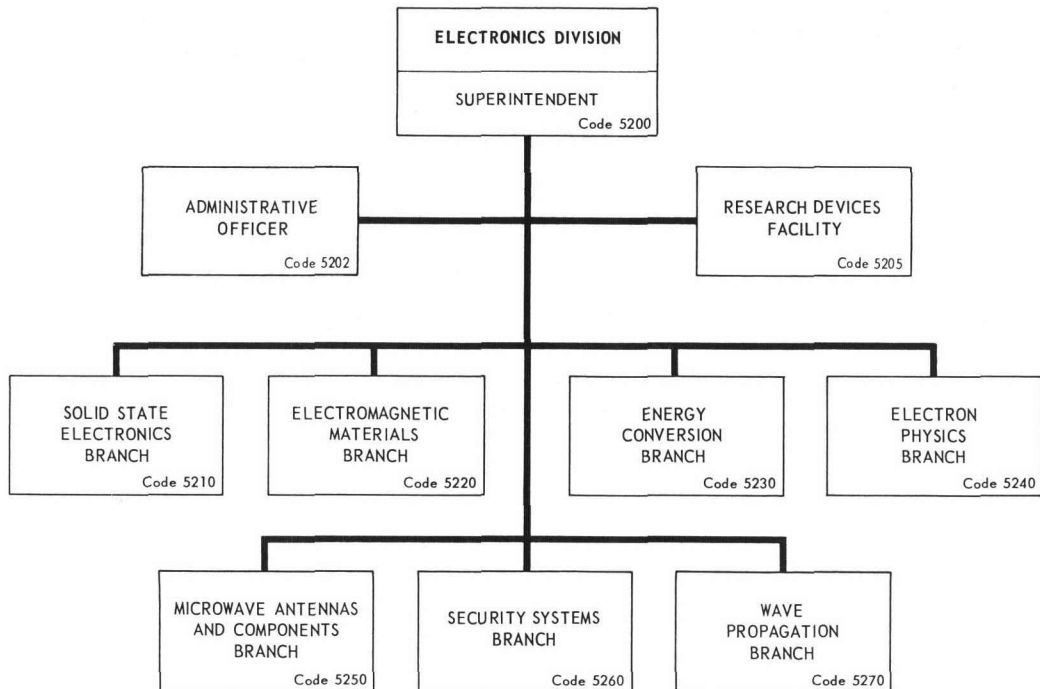 ELECTRONICS DIVISION
SUPERINTENDENT
Code 5200
ADMINISTRATIVE
OFFICER
Code 5202
RESEARCH DEVICES
FACILITY
Code 5205
SOLID STATE
ELECTRONICS
BRANCH
Code 5210
ELECTROMAGNETIC
MATERIALS
BRANCH
Code 5220
ENERGY
CONVERSION
BRANCH
Code 5230
ELECTRON
PHYSICS
BRANCH
Code 5240
MICROWAVE ANTENNAS
AND COMPONENTS
BRANCH
Code 5250
SECURITY SYSTEMS
BRANCH
Code 5260
WAVE
PROPAGATION
BRANCH
Code 5270